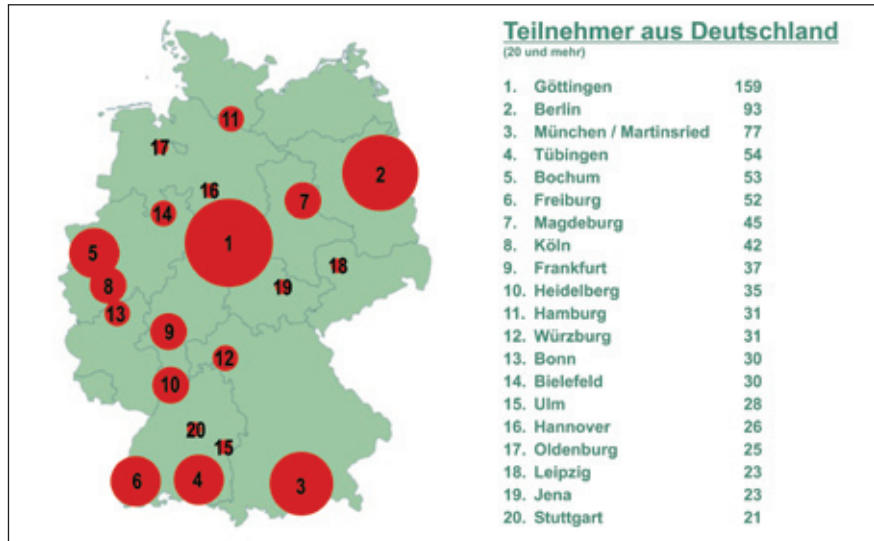 Teilnehmer aus Deutschland
(20 und mehr)
1. Göttingen 159
2. Berlin 93
3. München / Martinsried 77
4. Tübingen 54
5. Bochum 53
6. Freiburg 52
7. Magdeburg 45
8. Köln 42
9. Frankfurt 37
10. Heidelberg 35
11. Hamburg 31
12. Würzburg 31
13. Bonn 30
14. Bielefeld 30
15. Ulm 28
16. Hannover 26
17. Oldenburg 25
18. Leipzig 23
19. Jena 23
20. Stuttgart 21
11
17
2
16
7
14
1
5
18
8
19
13
9
12
10
20
15
6
4
3